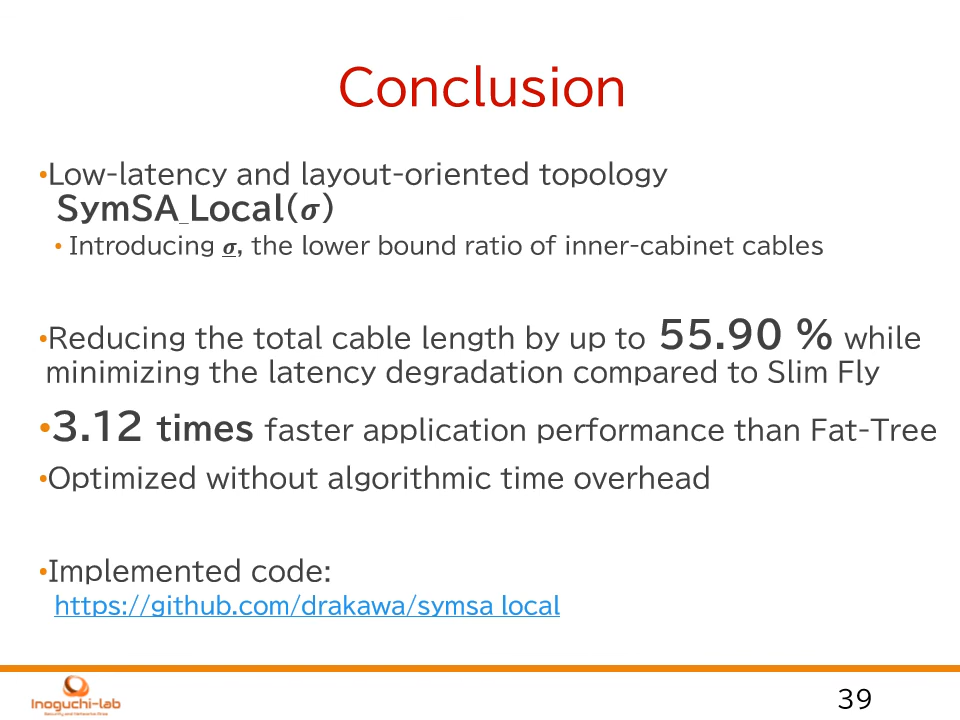 Conclusion
•Low-latency and layout-oriented topology
SymSA_Local(σ)
• Introducing σ, the lower bound ratio of inner-cabinet cables
•Reducing the total cable length by up to 55.90 % while
minimizing the latency degradation compared to Slim Fly
•3.12 times faster application performance than Fat-Tree
•Optimized without algorithmic time overhead
•Implemented code:
https://github.com/drakawa/symsa_local
Inoguchi-lab
39